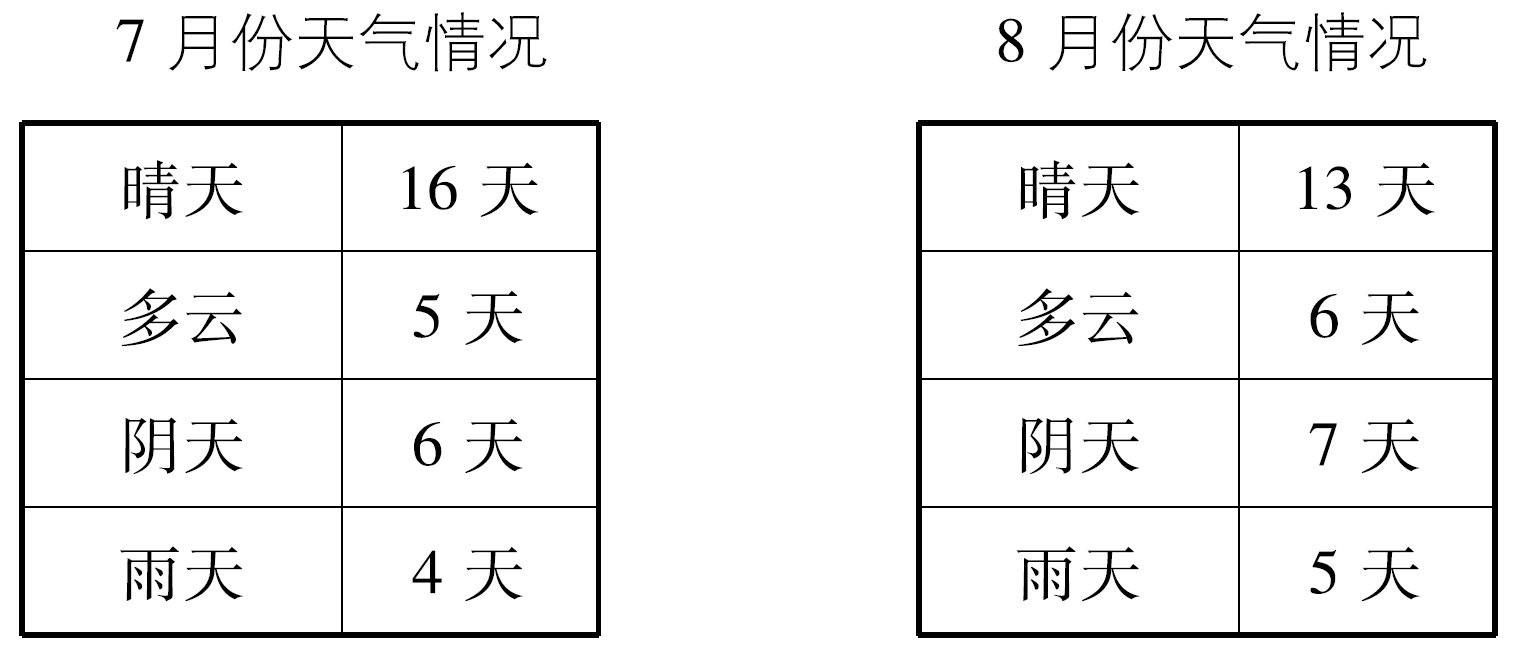 7 月份天气情况
晴天 16 天
多云 5 天
阴天 6 天
雨天 4 天
8 月份天气情况
晴天 13 天
多云 6 天
阴天 7 天
雨天 5 天